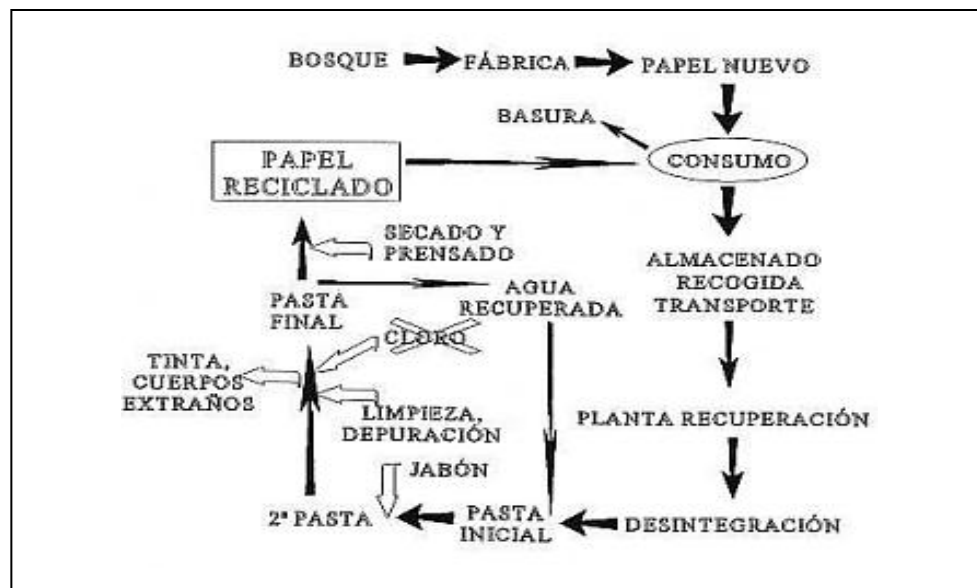 BOSQUE FÁBRICA PAPEL NUEVO
BASURA
CONSUMO
PAPEL
RECICLADO
SECADO Y
PRENSADO
ALMACENADO
RECOGIDA
TRANSPORTE
PASTA
FINAL
AGUA
RECUPERADA
CLORO
TINTA,
CUERPOS
EXTRAÑOS
LIMPIEZA,
DEPURACIÓN
PLANTA RECUPERACIÓN
JABÓN
2ª PASTA
PASTA
INICIAL
DESINTEGRACIÓN